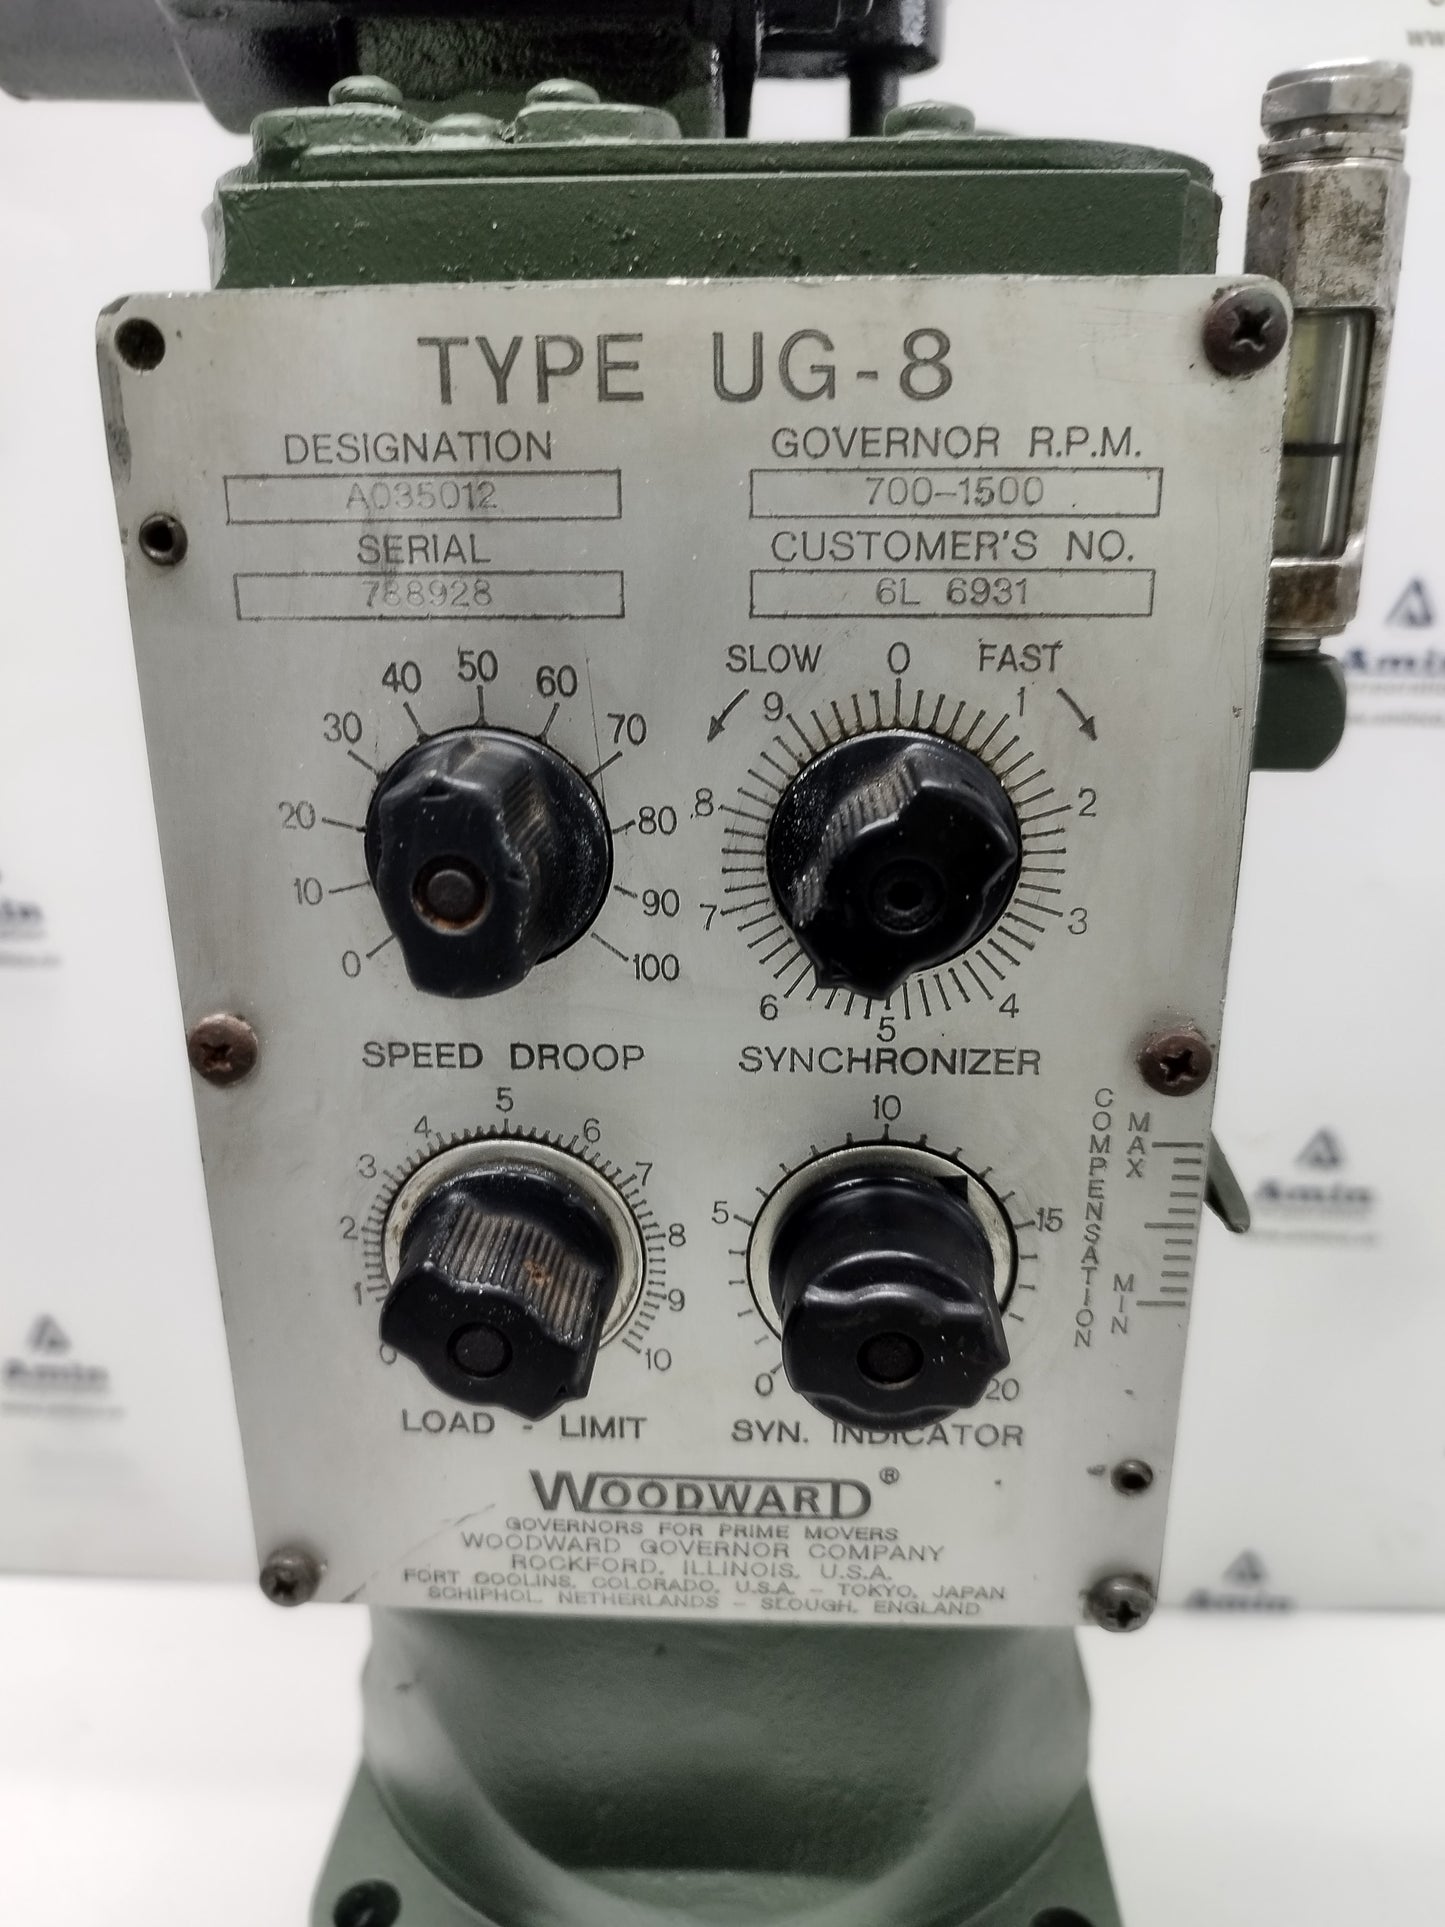 TYPE UG-8
DESIGNATION
A035012
GOVERNOR R.P.M.
700-1500
SERIAL
788928
CUSTOMER'S NO.
6L 6931
0 10 20 30 40 50 60 70 80 90 100
SPEED DROOP
SLOW 0 FAST
1 2 3 4 5 6 7 8 9
SYNCHRONIZER
1 2 3 4 5 6 7 8 9 10
LOAD - LIMIT
0 5 10 15 20
SYN. INDICATOR
COMPENSATION
MAX
MIN
WOODWARD ®
GOVERNORS FOR PRIME MOVERS
WOODWARD GOVERNOR COMPANY
ROCKFORD, ILLINOIS, U.S.A.
FORT COOLINS, COLORADO, U.S.A. - TOKYO, JAPAN
SCHIPHOL, NETHERLANDS - SLOUGH, ENGLAND
Amin
Amin